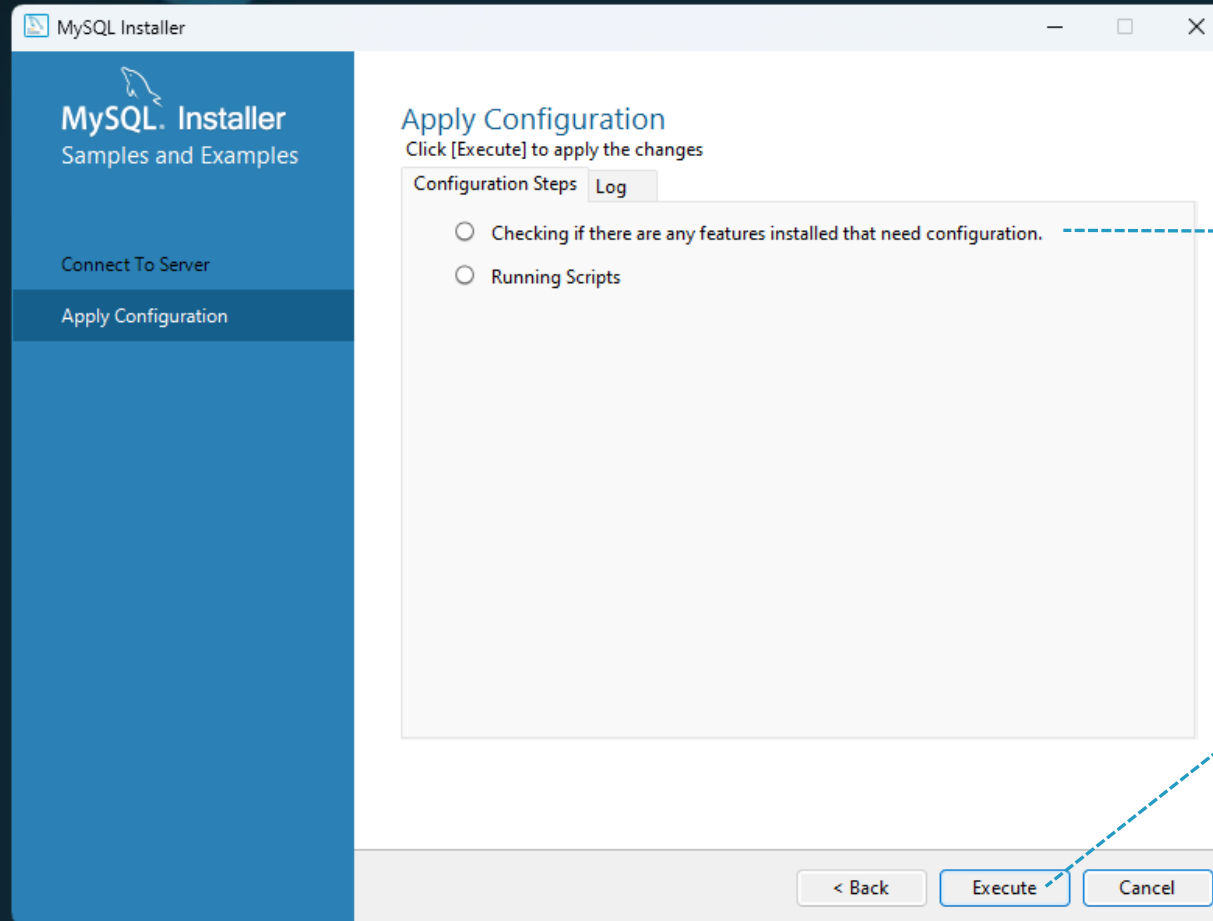 MySQL Installer
MySQL. Installer
Samples and Examples
Connect To Server
Apply Configuration
Apply Configuration
Click [Execute] to apply the changes
Configuration Steps
Log
Checking if there are any features installed that need configuration.
Running Scripts
< Back
Execute
Cancel